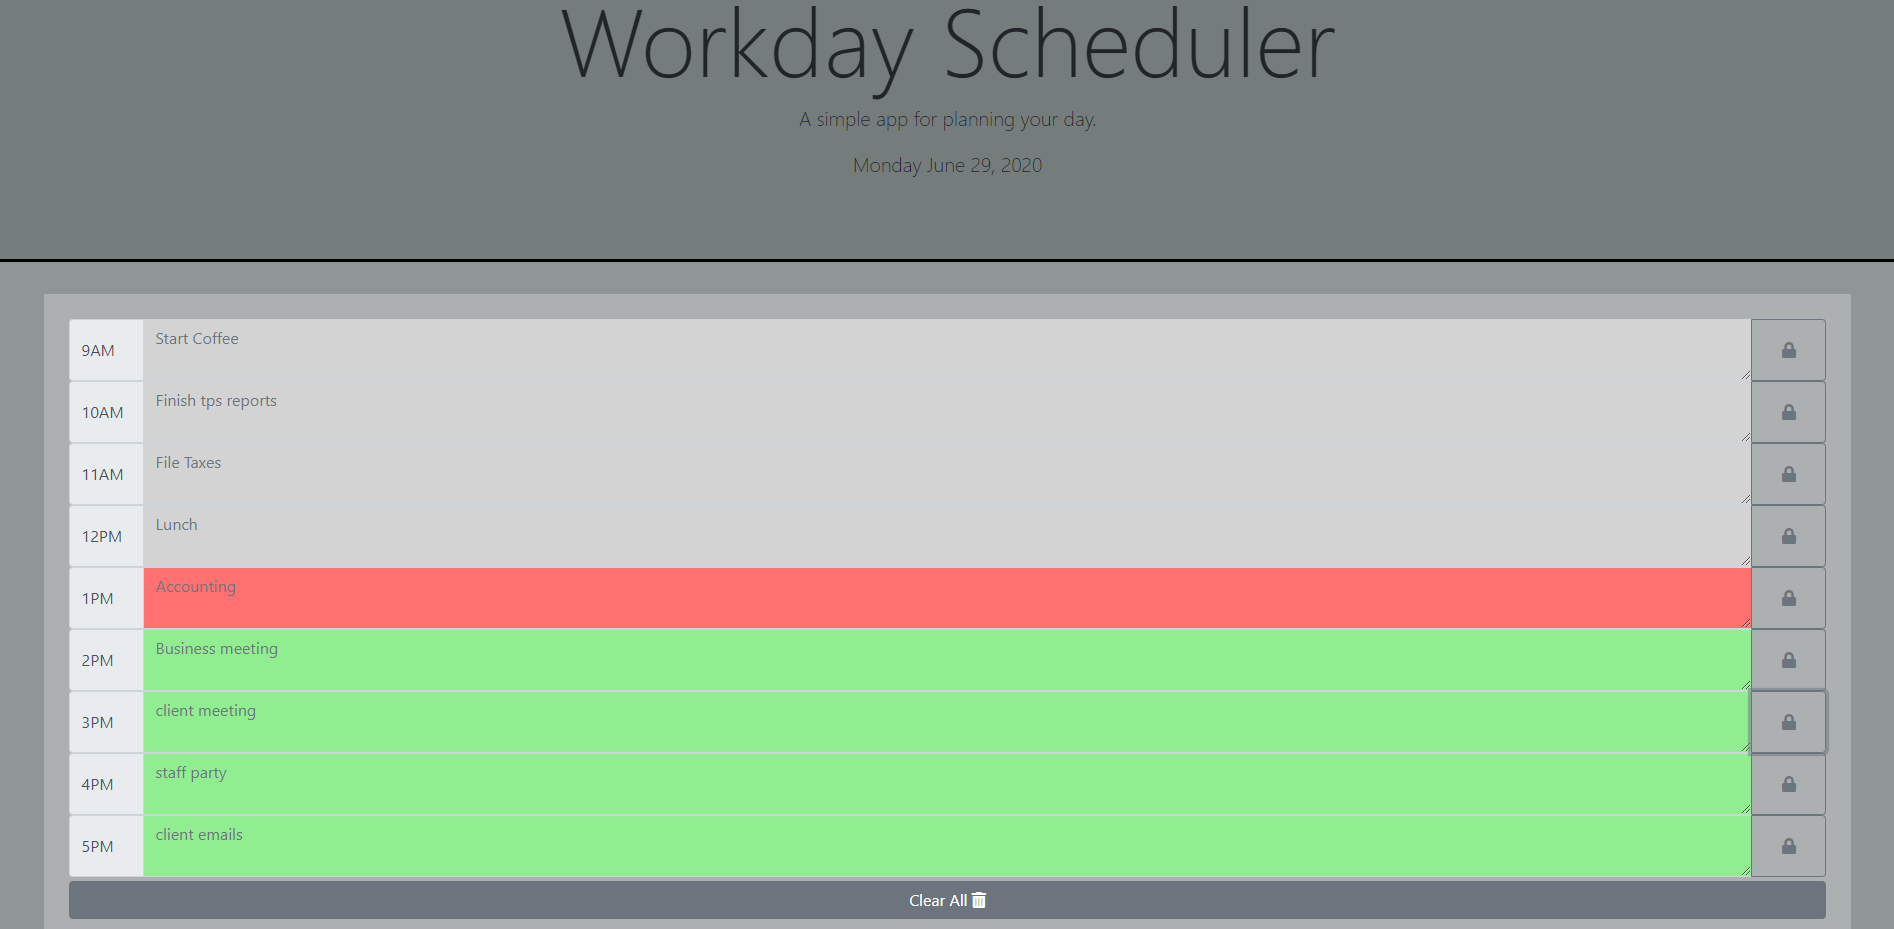 Workday Scheduler
A simple app for planning your day.
Monday June 29, 2020
9AM Start Coffee
10AM Finish tps reports
11AM File Taxes
12PM Lunch
1PM Accounting
2PM Business meeting
3PM client meeting
4PM staff party
5PM client emails
Clear All